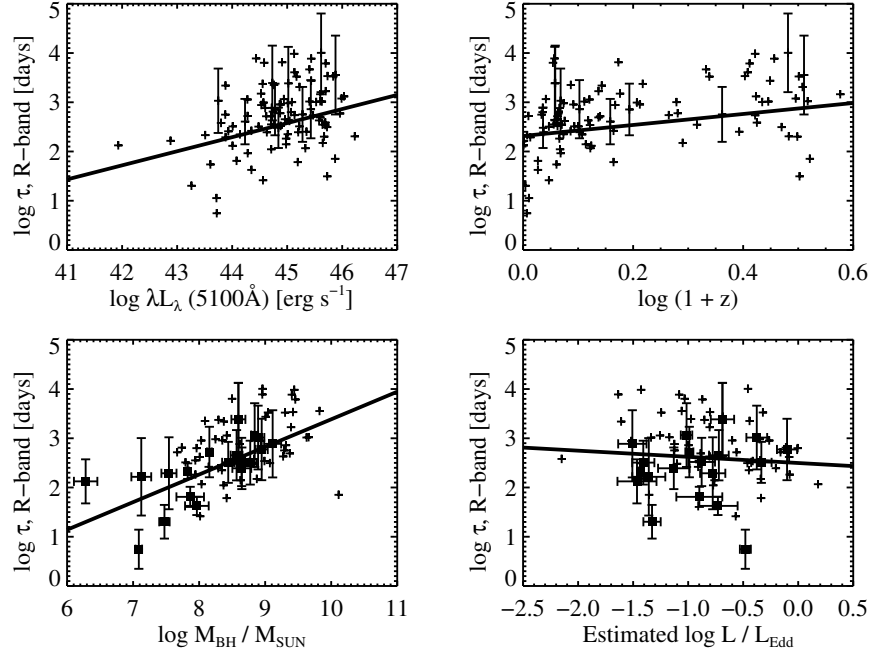 5
4
3
2
1
0
log τ, R-band [days]
41 42 43 44 45 46 47
log λLλ (5100Å) [erg s⁻¹]
5
4
3
2
1
0
log τ, R-band [days]
0.0 0.2 0.4 0.6
log (1 + z)
5
4
3
2
1
0
log τ, R-band [days]
6 7 8 9 10 11
log M_BH / M_SUN
5
4
3
2
1
0
log τ, R-band [days]
−2.5 −2.0 −1.5 −1.0 −0.5 0.0 0.5
Estimated log L / L_Edd